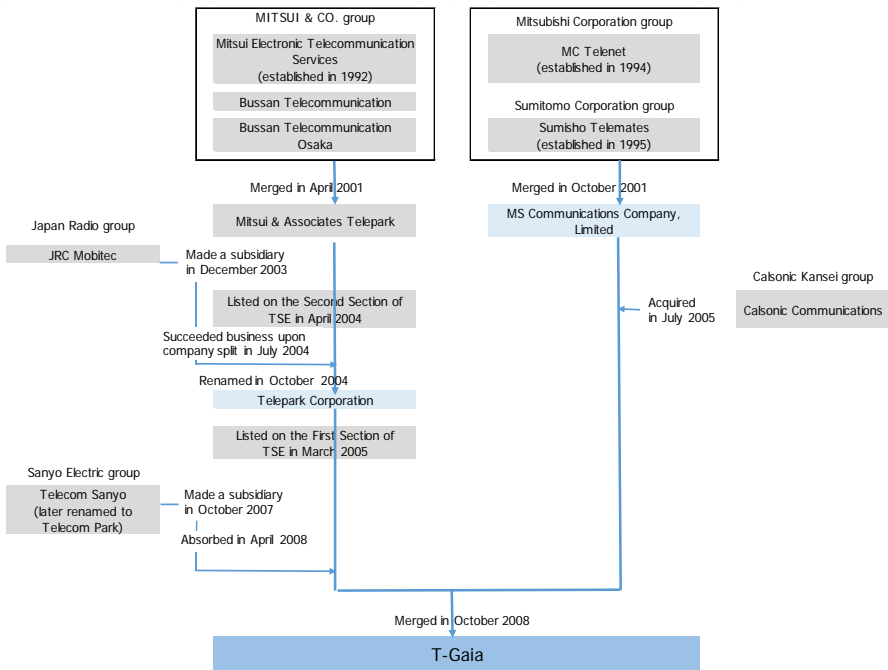 MITSUI & CO. group
Mitsui Electronic Telecommunication
Services
(established in 1992)
Bussan Telecommunication
Bussan Telecommunication
Osaka
Mitsubishi Corporation group
MC Telenet
(established in 1994)
Sumitomo Corporation group
Sumisho Telemates
(established in 1995)
Merged in April 2001
Merged in October 2001
Mitsui & Associates Telepark
MS Communications Company,
Limited
Japan Radio group
JRC Mobitec
Made a subsidiary
in December 2003
Listed on the Second Section of
TSE in April 2004
Calsonic Kansei group
Calsonic Communications
Acquired
in July 2005
Succeeded business upon
company split in July 2004
Renamed in October 2004
Telepark Corporation
Listed on the First Section of
TSE in March 2005
Sanyo Electric group
Telecom Sanyo
(later renamed to
Telecom Park)
Made a subsidiary
in October 2007
Absorbed in April 2008
Merged in October 2008
T-Gaia